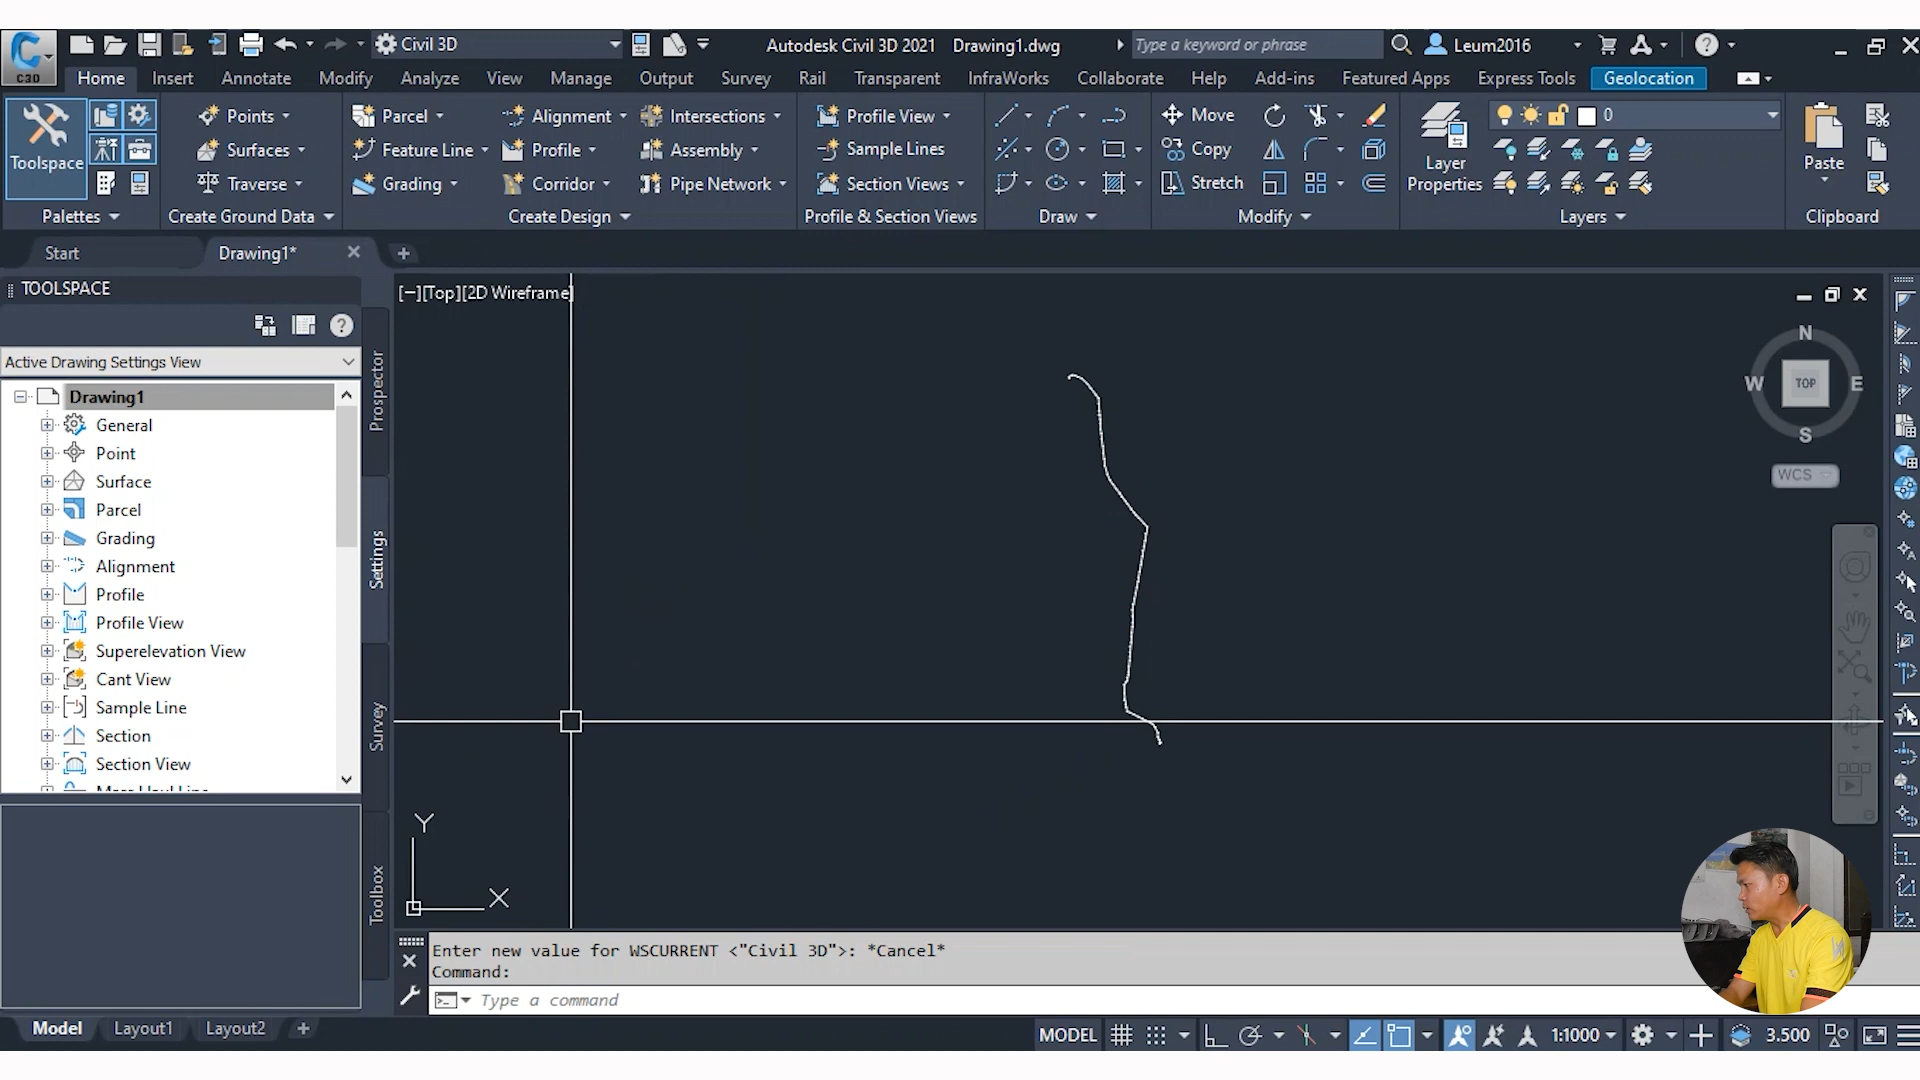 Civil 3D
Autodesk Civil 3D 2021 Drawing1.dwg
Type a keyword or phrase
Leum2016
C3D
Home Insert Annotate Modify Analyze View Manage Output Survey Rail Transparent InfraWorks Collaborate Help Add-ins Featured Apps Express Tools Geolocation
Toolspace
Palettes
Points
Surfaces
Traverse
Create Ground Data
Parcel
Feature Line
Grading
Alignment
Profile
Corridor
Intersections
Assembly
Pipe Network
Create Design
Profile View
Sample Lines
Section Views
Profile & Section Views
Draw
Move
Copy
Stretch
Modify
Layer
Properties
0
Layers
Paste
Clipboard
Start
Drawing1*
TOOLSPACE
Active Drawing Settings View
Drawing1
General
Point
Surface
Parcel
Grading
Alignment
Profile
Profile View
Superelevation View
Cant View
Sample Line
Section
Section View
Mass Haul Line
Prospector
Settings
Survey
Toolbox
[−][Top][2D Wireframe]
N
W
TOP
E
S
WCS
Y
X
Enter new value for WSCURRENT <"Civil 3D">: *Cancel*
Command:
Type a command
Model Layout1 Layout2
MODEL
1:1000
3.500